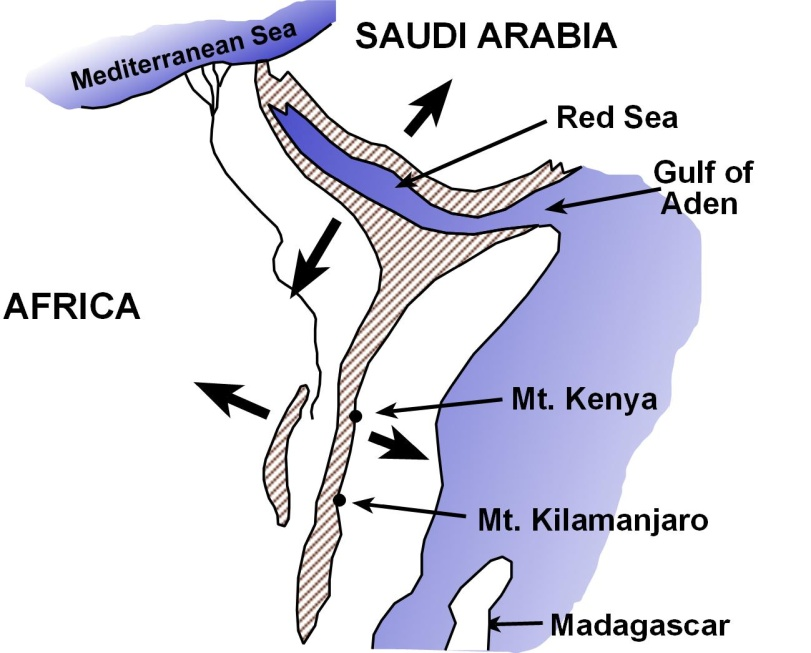 Mediterranean Sea
SAUDI ARABIA
Red Sea
Gulf of
Aden
AFRICA
Mt. Kenya
Mt. Kilamanjaro
Madagascar